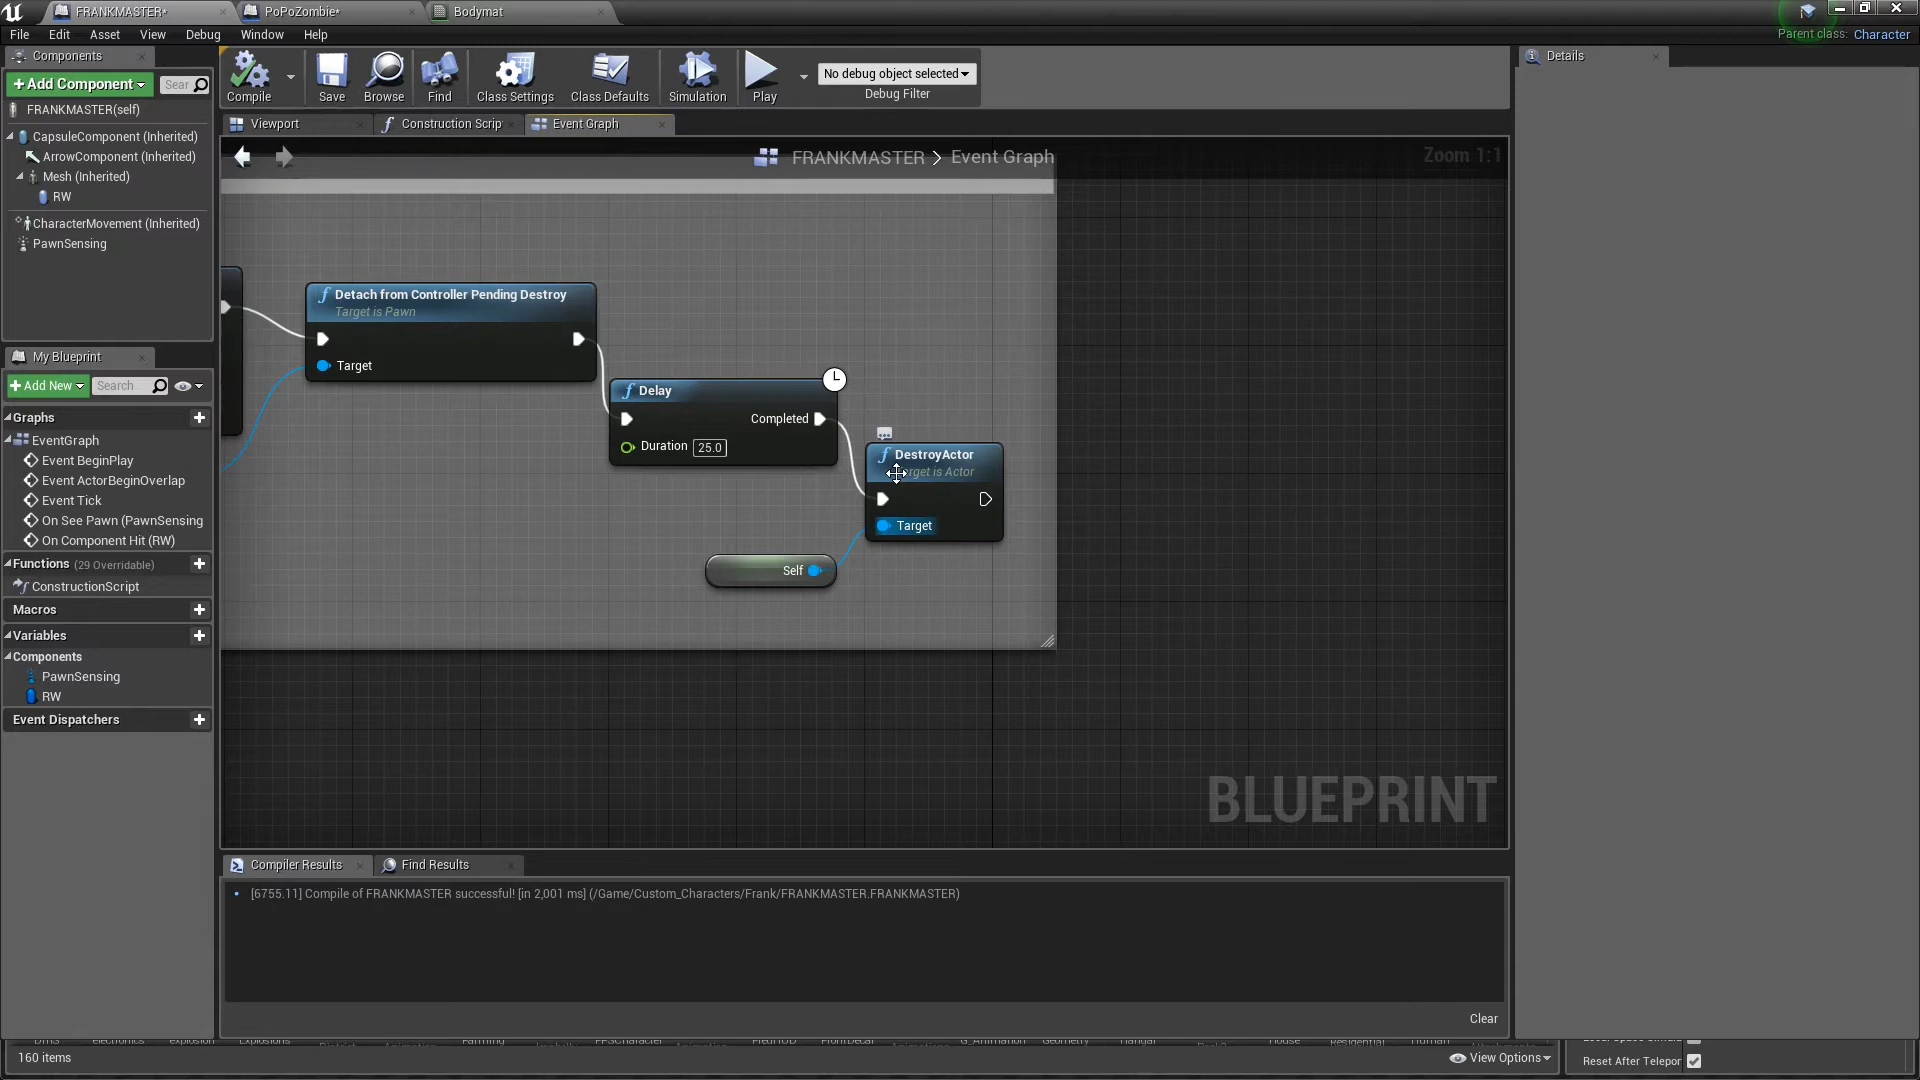 FRANKMASTER*
PoPoZombie*
Bodymat
File Edit Asset View Debug Window Help
Parent class: Character
Components
+Add Component
Sear
FRANKMASTER(self)
CapsuleComponent (Inherited)
ArrowComponent (Inherited)
Mesh (Inherited)
RW
CharacterMovement (Inherited)
PawnSensing
Compile
Save
Browse
Find
Class Settings
Class Defaults
Simulation
Play
No debug object selected
Debug Filter
Details
Viewport
Construction Scrip
Event Graph
FRANKMASTER > Event Graph
Zoom 1:1
Detach from Controller Pending Destroy
Target is Pawn
Target
Delay
Completed
Duration 25.0
DestroyActor
Target is Actor
Target
Self
BLUEPRINT
My Blueprint
+Add New
Search
Graphs
EventGraph
Event BeginPlay
Event ActorBeginOverlap
Event Tick
On See Pawn (PawnSensing
On Component Hit (RW)
Functions (29 Overridable)
ConstructionScript
Macros
Variables
Components
PawnSensing
RW
Event Dispatchers
Compiler Results
Find Results
[6755.11] Compile of FRANKMASTER successful! [in 2,001 ms] (/Game/Custom_Characters/Frank/FRANKMASTER.FRANKMASTER)
Clear
160 items
View Options
Reset After Telepor